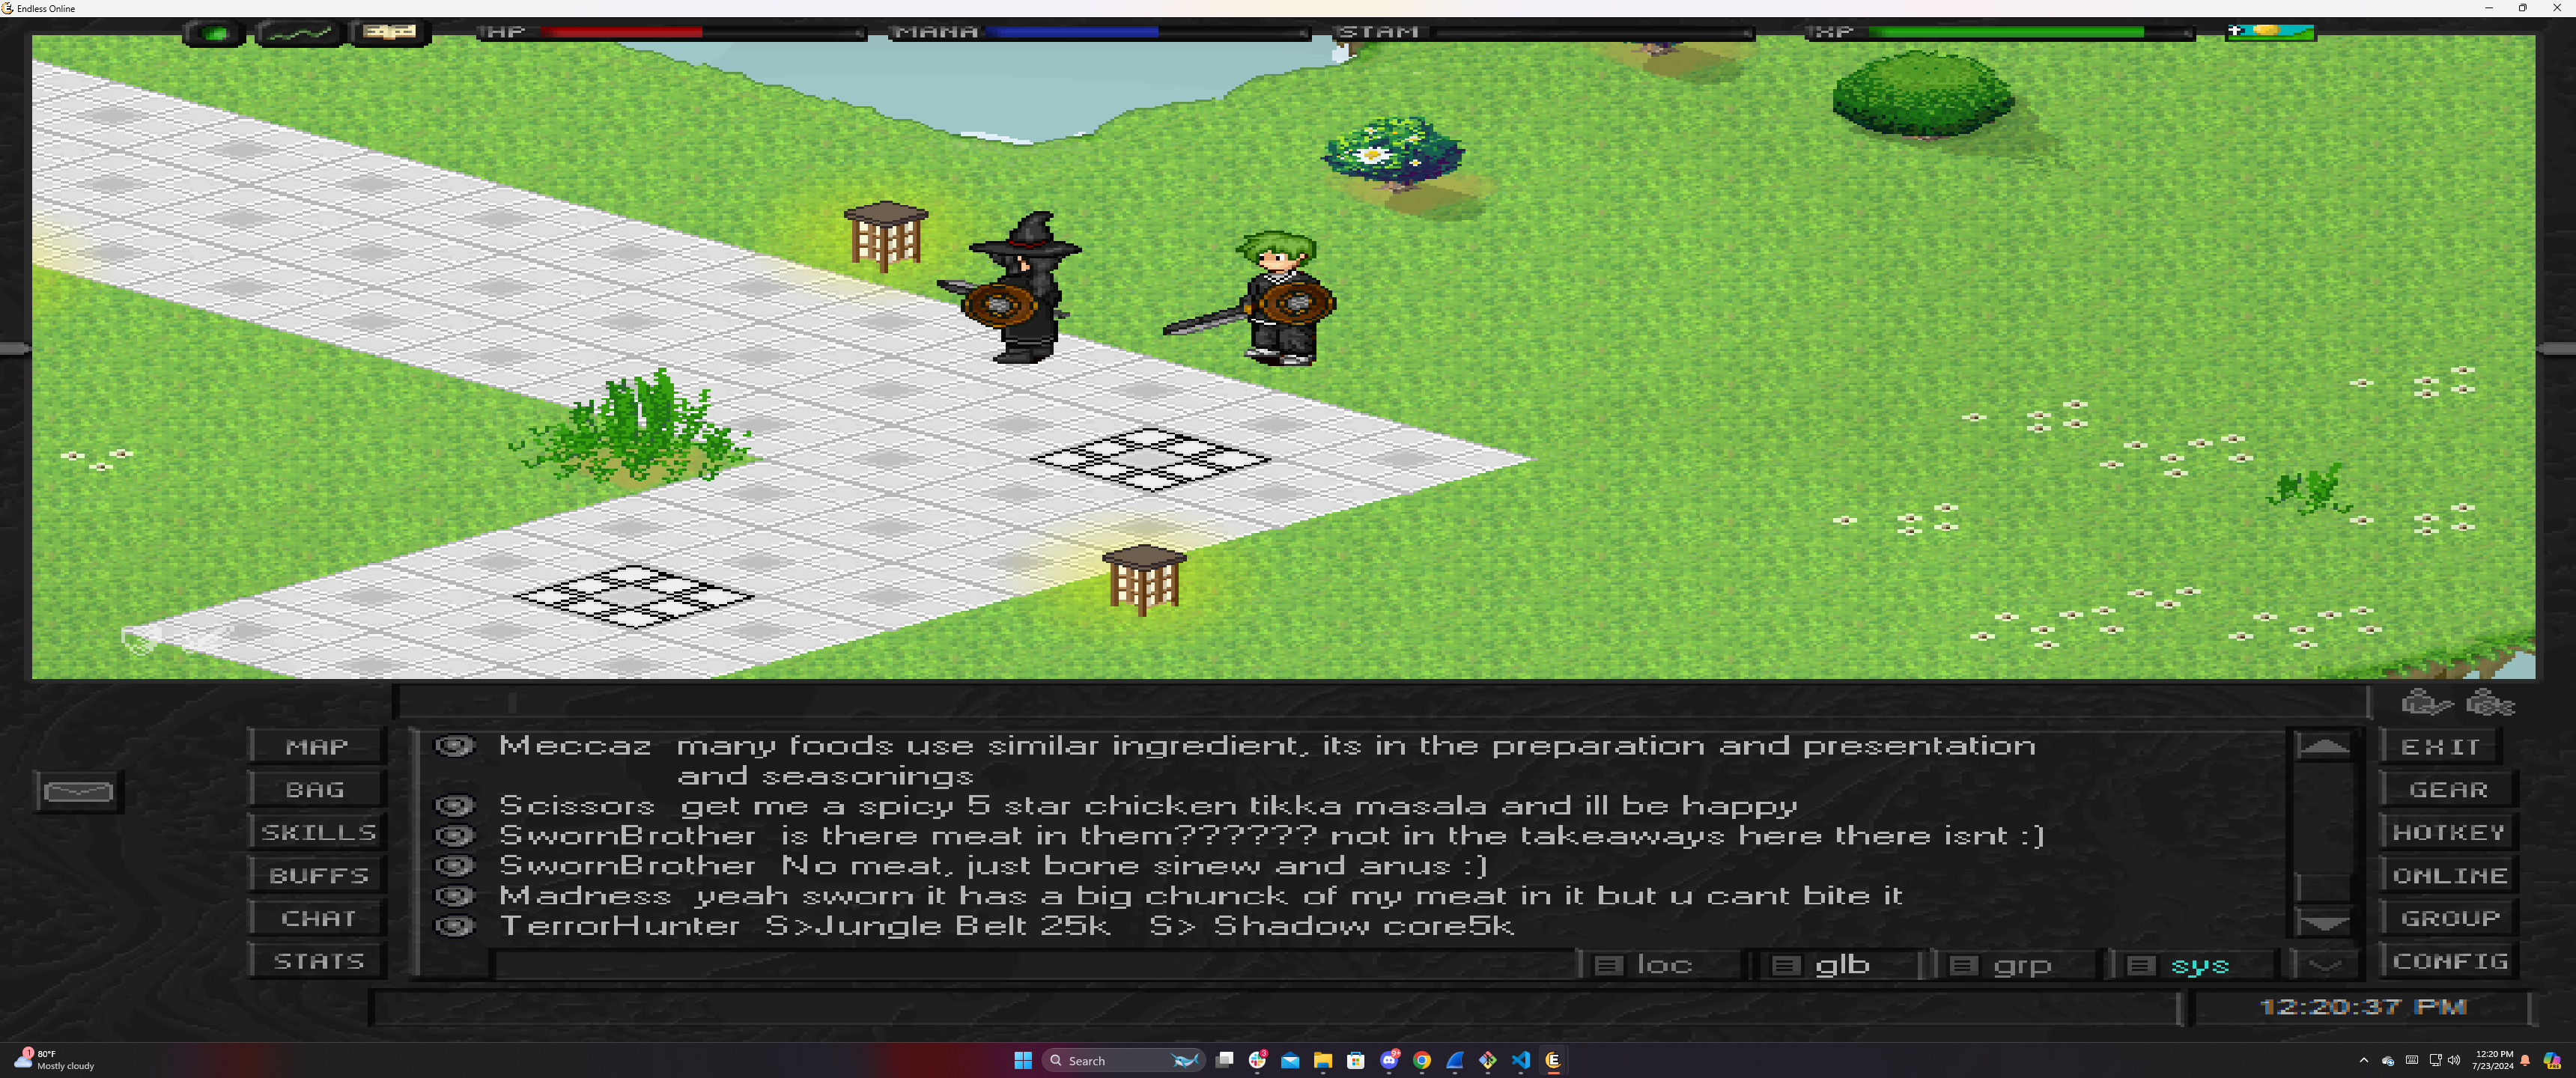 Endless Online
HP
MANA
STAM
XP
MAP
BAG
SKILLS
BUFFS
CHAT
STATS
Meccaz many foods use similar ingredient, its in the preparation and presentation
and seasonings
Scissors get me a spicy 5 star chicken tikka masala and ill be happy
SwornBrother is there meat in them?????? not in the takeaways here there isnt :)
SwornBrother No meat, just bone sinew and anus :)
Madness yeah sworn it has a big chunck of my meat in it but u cant bite it
TerrorHunter S>Jungle Belt 25k S> Shadow core5k
loc
glb
grp
sys
EXIT
GEAR
HOTKEY
ONLINE
GROUP
CONFIG
12:20:37 PM
1
80°F
Mostly cloudy
Search
3
9+
12:20 PM
7/23/2024